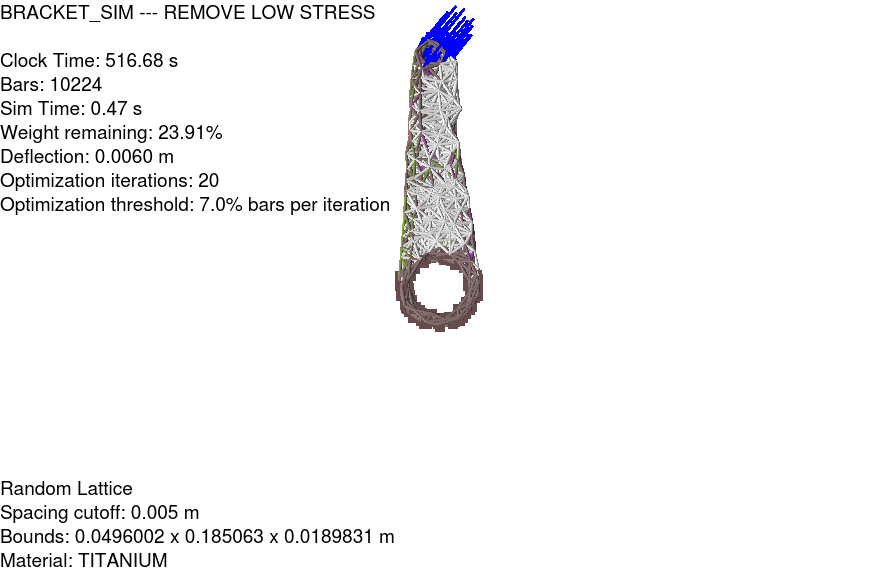 BRACKET_SIM --- REMOVE LOW STRESS
Clock Time: 516.68 s
Bars: 10224
Sim Time: 0.47 s
Weight remaining: 23.91%
Deflection: 0.0060 m
Optimization iterations: 20
Optimization threshold: 7.0% bars per iteration
Random Lattice
Spacing cutoff: 0.005 m
Bounds: 0.0496002 x 0.185063 x 0.0189831 m
Material: TITANIUM